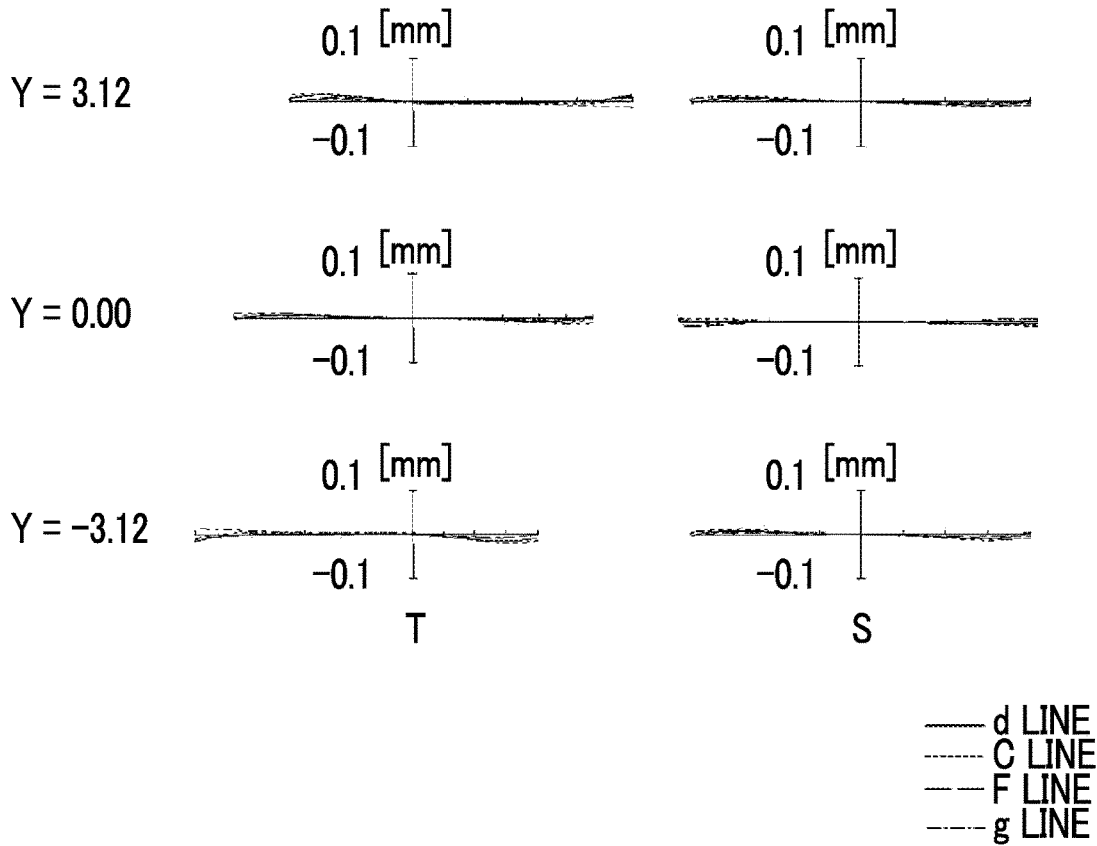 0.1 [mm] 0.1 [mm]
Y = 3.12
−0.1 −0.1
0.1 [mm] 0.1 [mm]
Y = 0.00
−0.1 −0.1
0.1 [mm] 0.1 [mm]
Y = −3.12
−0.1 −0.1
T S
d LINE
C LINE
F LINE
g LINE